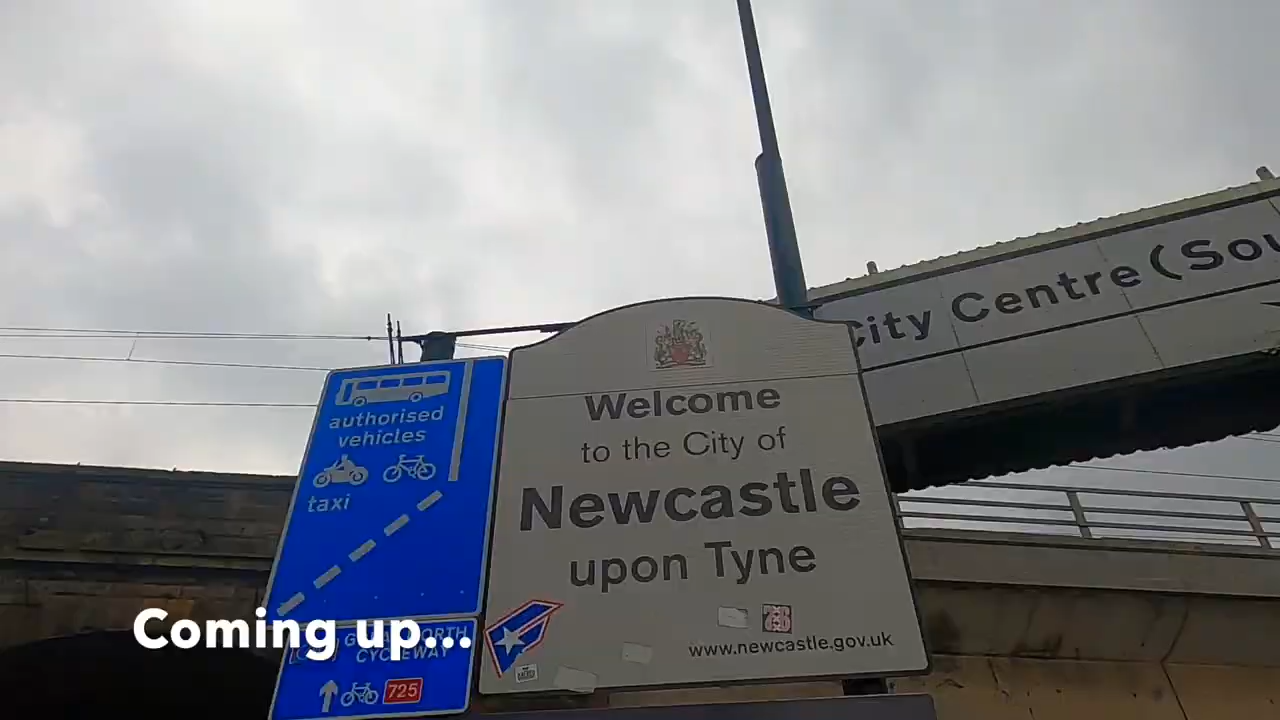 authorised
vehicles
taxi
CYCLEWAY
725
Welcome
to the City of
Newcastle
upon Tyne
www.newcastle.gov.uk
City Centre (Sou
Coming up...